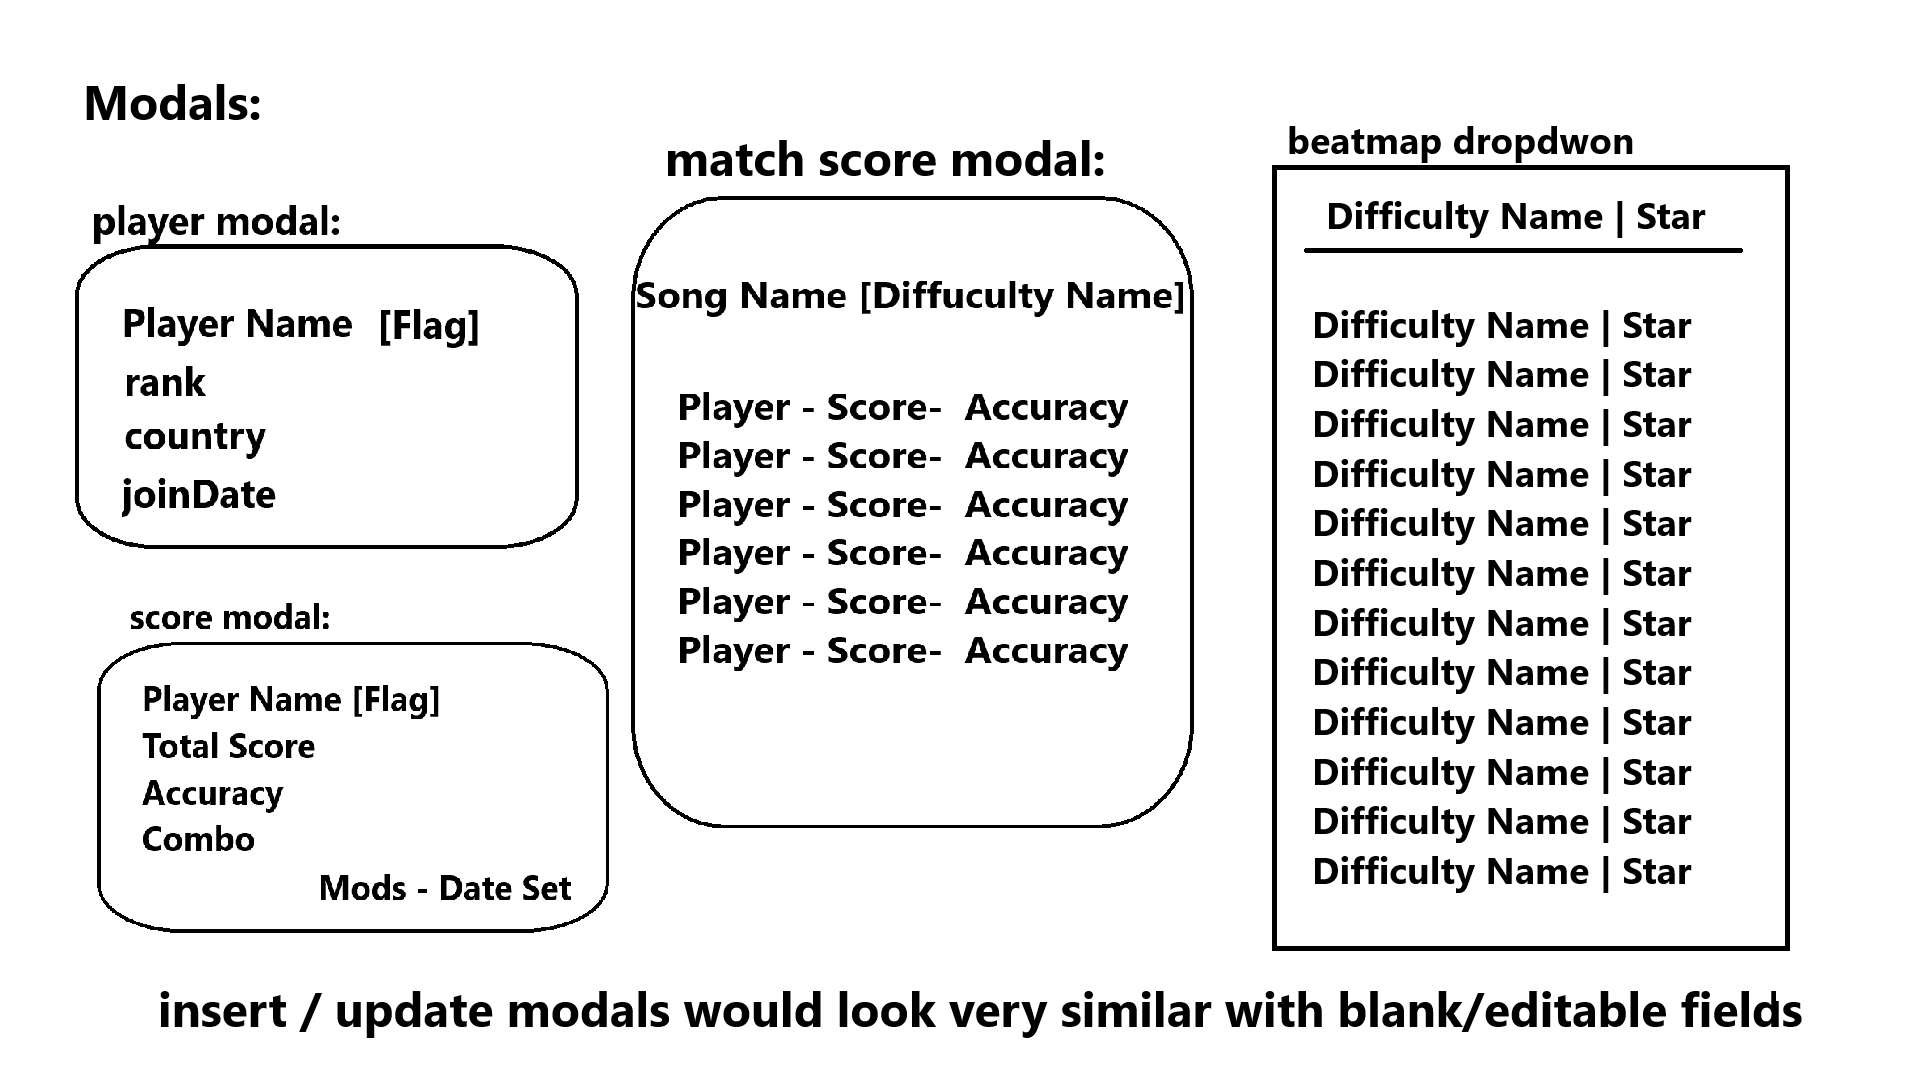 Modals:
player modal:
Player Name [Flag]
rank
country
joinDate
score modal:
Player Name [Flag]
Total Score
Accuracy
Combo
Mods - Date Set
match score modal:
Song Name [Diffuculty Name]
Player - Score- Accuracy
Player - Score- Accuracy
Player - Score- Accuracy
Player - Score- Accuracy
Player - Score- Accuracy
Player - Score- Accuracy
beatmap dropdwon
Difficulty Name | Star
Difficulty Name | Star
Difficulty Name | Star
Difficulty Name | Star
Difficulty Name | Star
Difficulty Name | Star
Difficulty Name | Star
Difficulty Name | Star
Difficulty Name | Star
Difficulty Name | Star
Difficulty Name | Star
Difficulty Name | Star
Difficulty Name | Star
insert / update modals would look very similar with blank/editable fields